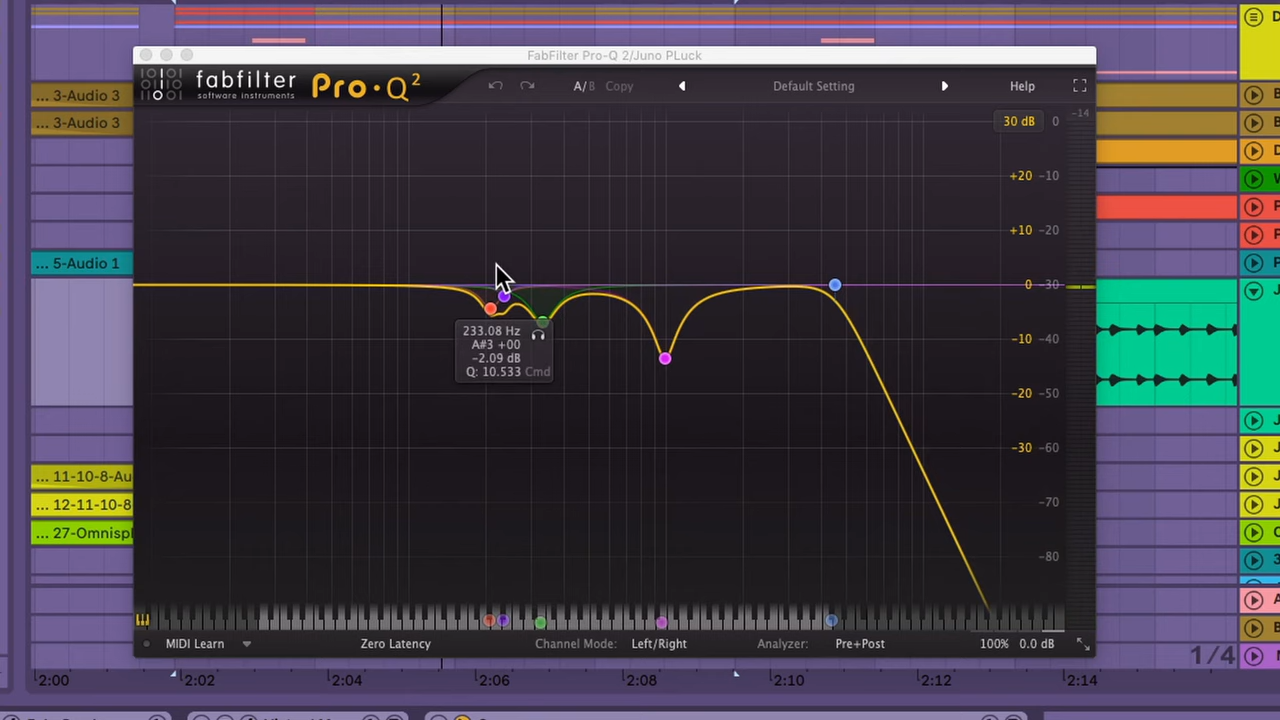 FabFilter Pro-Q 2/Juno PLuck
fabfilter
software instruments
Pro·Q²
A/B Copy
Default Setting
Help
30 dB 0
-14
+20 -10
+10 -20
0 -30
-10 -40
-20 -50
-30 -60
-70
-80
233.08 Hz
A#3 +00
-2.09 dB
Q: 10.533 Cmd
MIDI Learn
Zero Latency
Channel Mode: Left/Right
Analyzer: Pre+Post
100% 0.0 dB
... 3-Audio 3
... 3-Audio 3
... 5-Audio 1
... 11-10-8-Au
... 12-11-10-8
... 27-Omnisp
1/4
2:00 2:02 2:04 2:06 2:08 2:10 2:12 2:14